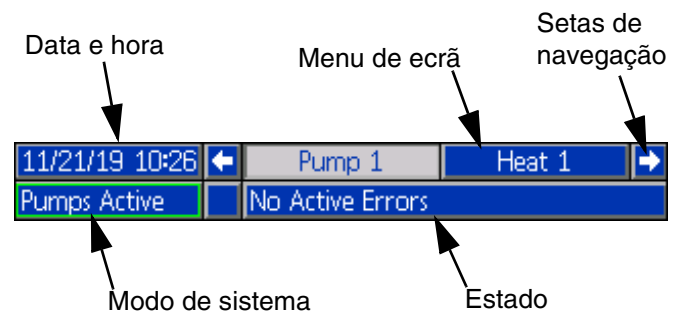 Data e hora
Menu de ecrã
Setas de
navegação
11/21/19 10:26 Pump 1 Heat 1
Pumps Active No Active Errors
Modo de sistema
Estado